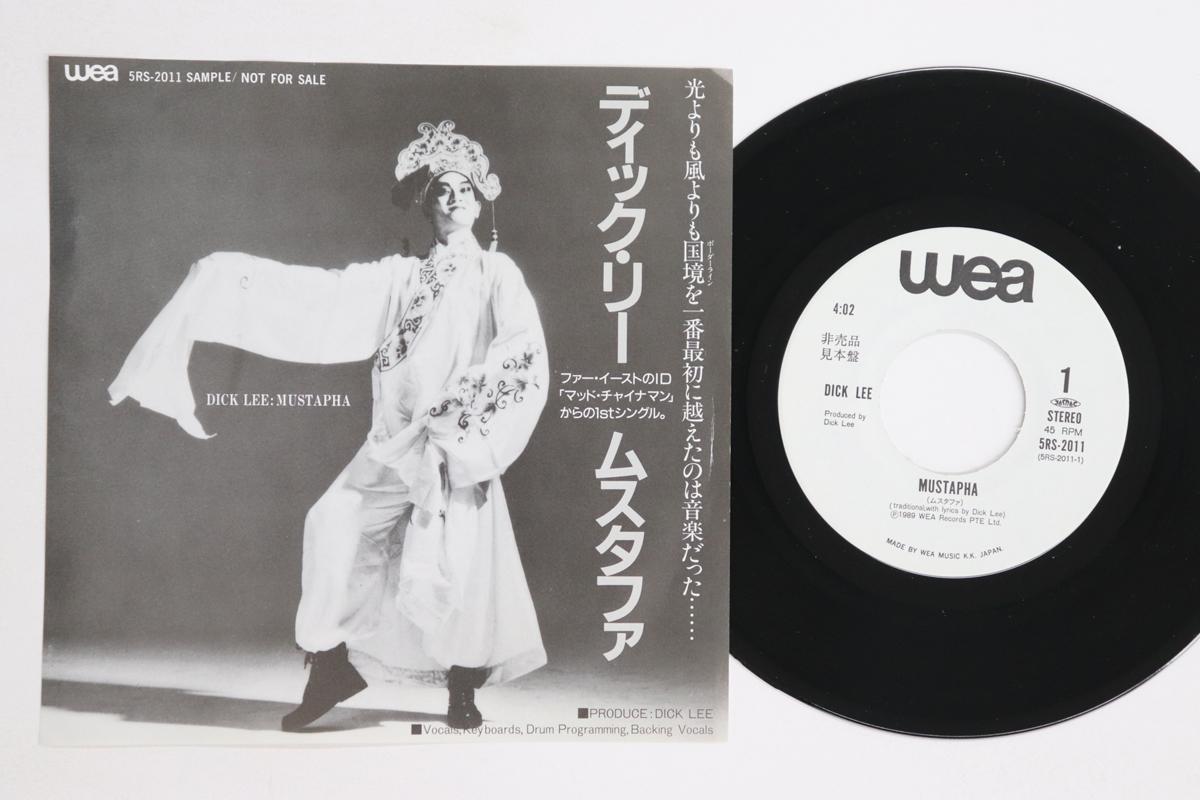 wea 5RS-2011 SAMPLE/ NOT FOR SALE
光よりも風よりも国境を一番最初に越えたのは音楽だった……
ボーダーライン
ディック・リー ムスタファ
ファー・イーストのID
「マッド・チャイナマン」
からの1stシングル。
DICK LEE: MUSTAPHA
■PRODUCE: DICK LEE
■Vocals, Keyboards, Drum Programming, Backing Vocals
wea
4:02
非売品
見本盤
DICK LEE
Produced by
Dick Lee
1
STEREO
45 RPM
5RS-2011
(5RS-2011-1)
MUSTAPHA
(ムスタファ)
(traditional,with lyrics by Dick Lee)
Ⓟ1989 WEA Records PTE Ltd.
MADE BY WEA MUSIC K.K. JAPAN.